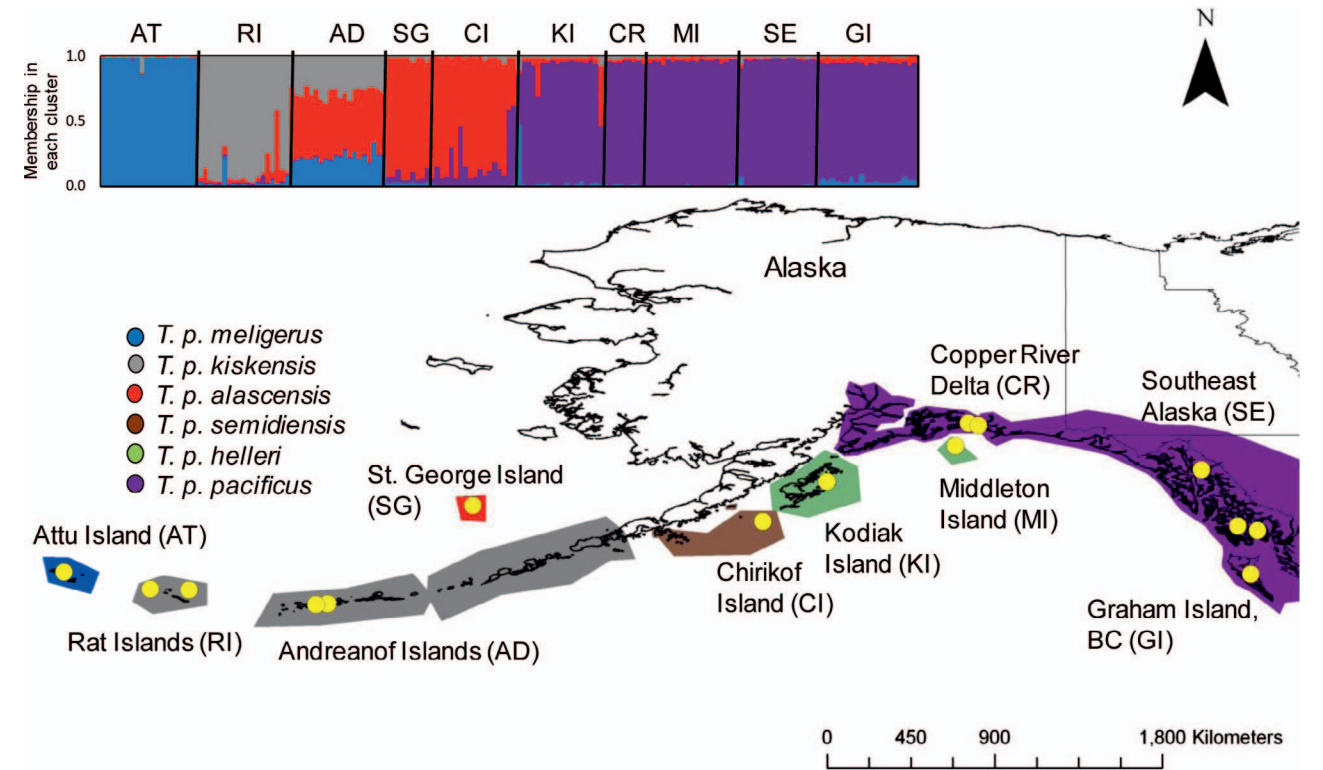 AT RI AD SG CI KI CR MI SE GI
Membership in
each cluster
1.0
0.5
0.0
N
Alaska
T. p. meligerus
T. p. kiskensis
T. p. alascensis
T. p. semidiensis
T. p. helleri
T. p. pacificus
Copper River
Delta (CR)
Southeast
Alaska (SE)
St. George Island
(SG)
Middleton
Island (MI)
Attu Island (AT)
Kodiak
Island (KI)
Chirikof
Island (CI)
Graham Island,
BC (GI)
Rat Islands (RI)
Andreanof Islands (AD)
0 450 900 1,800 Kilometers